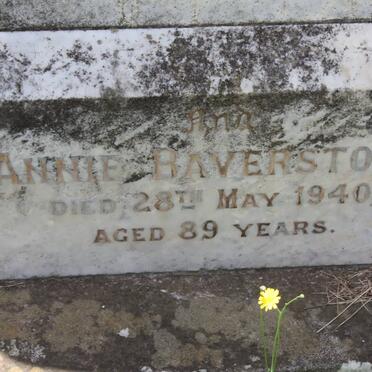 AND
ANNIE BAVERSTO
DIED 28TH MAY 1940,
AGED 89 YEARS.